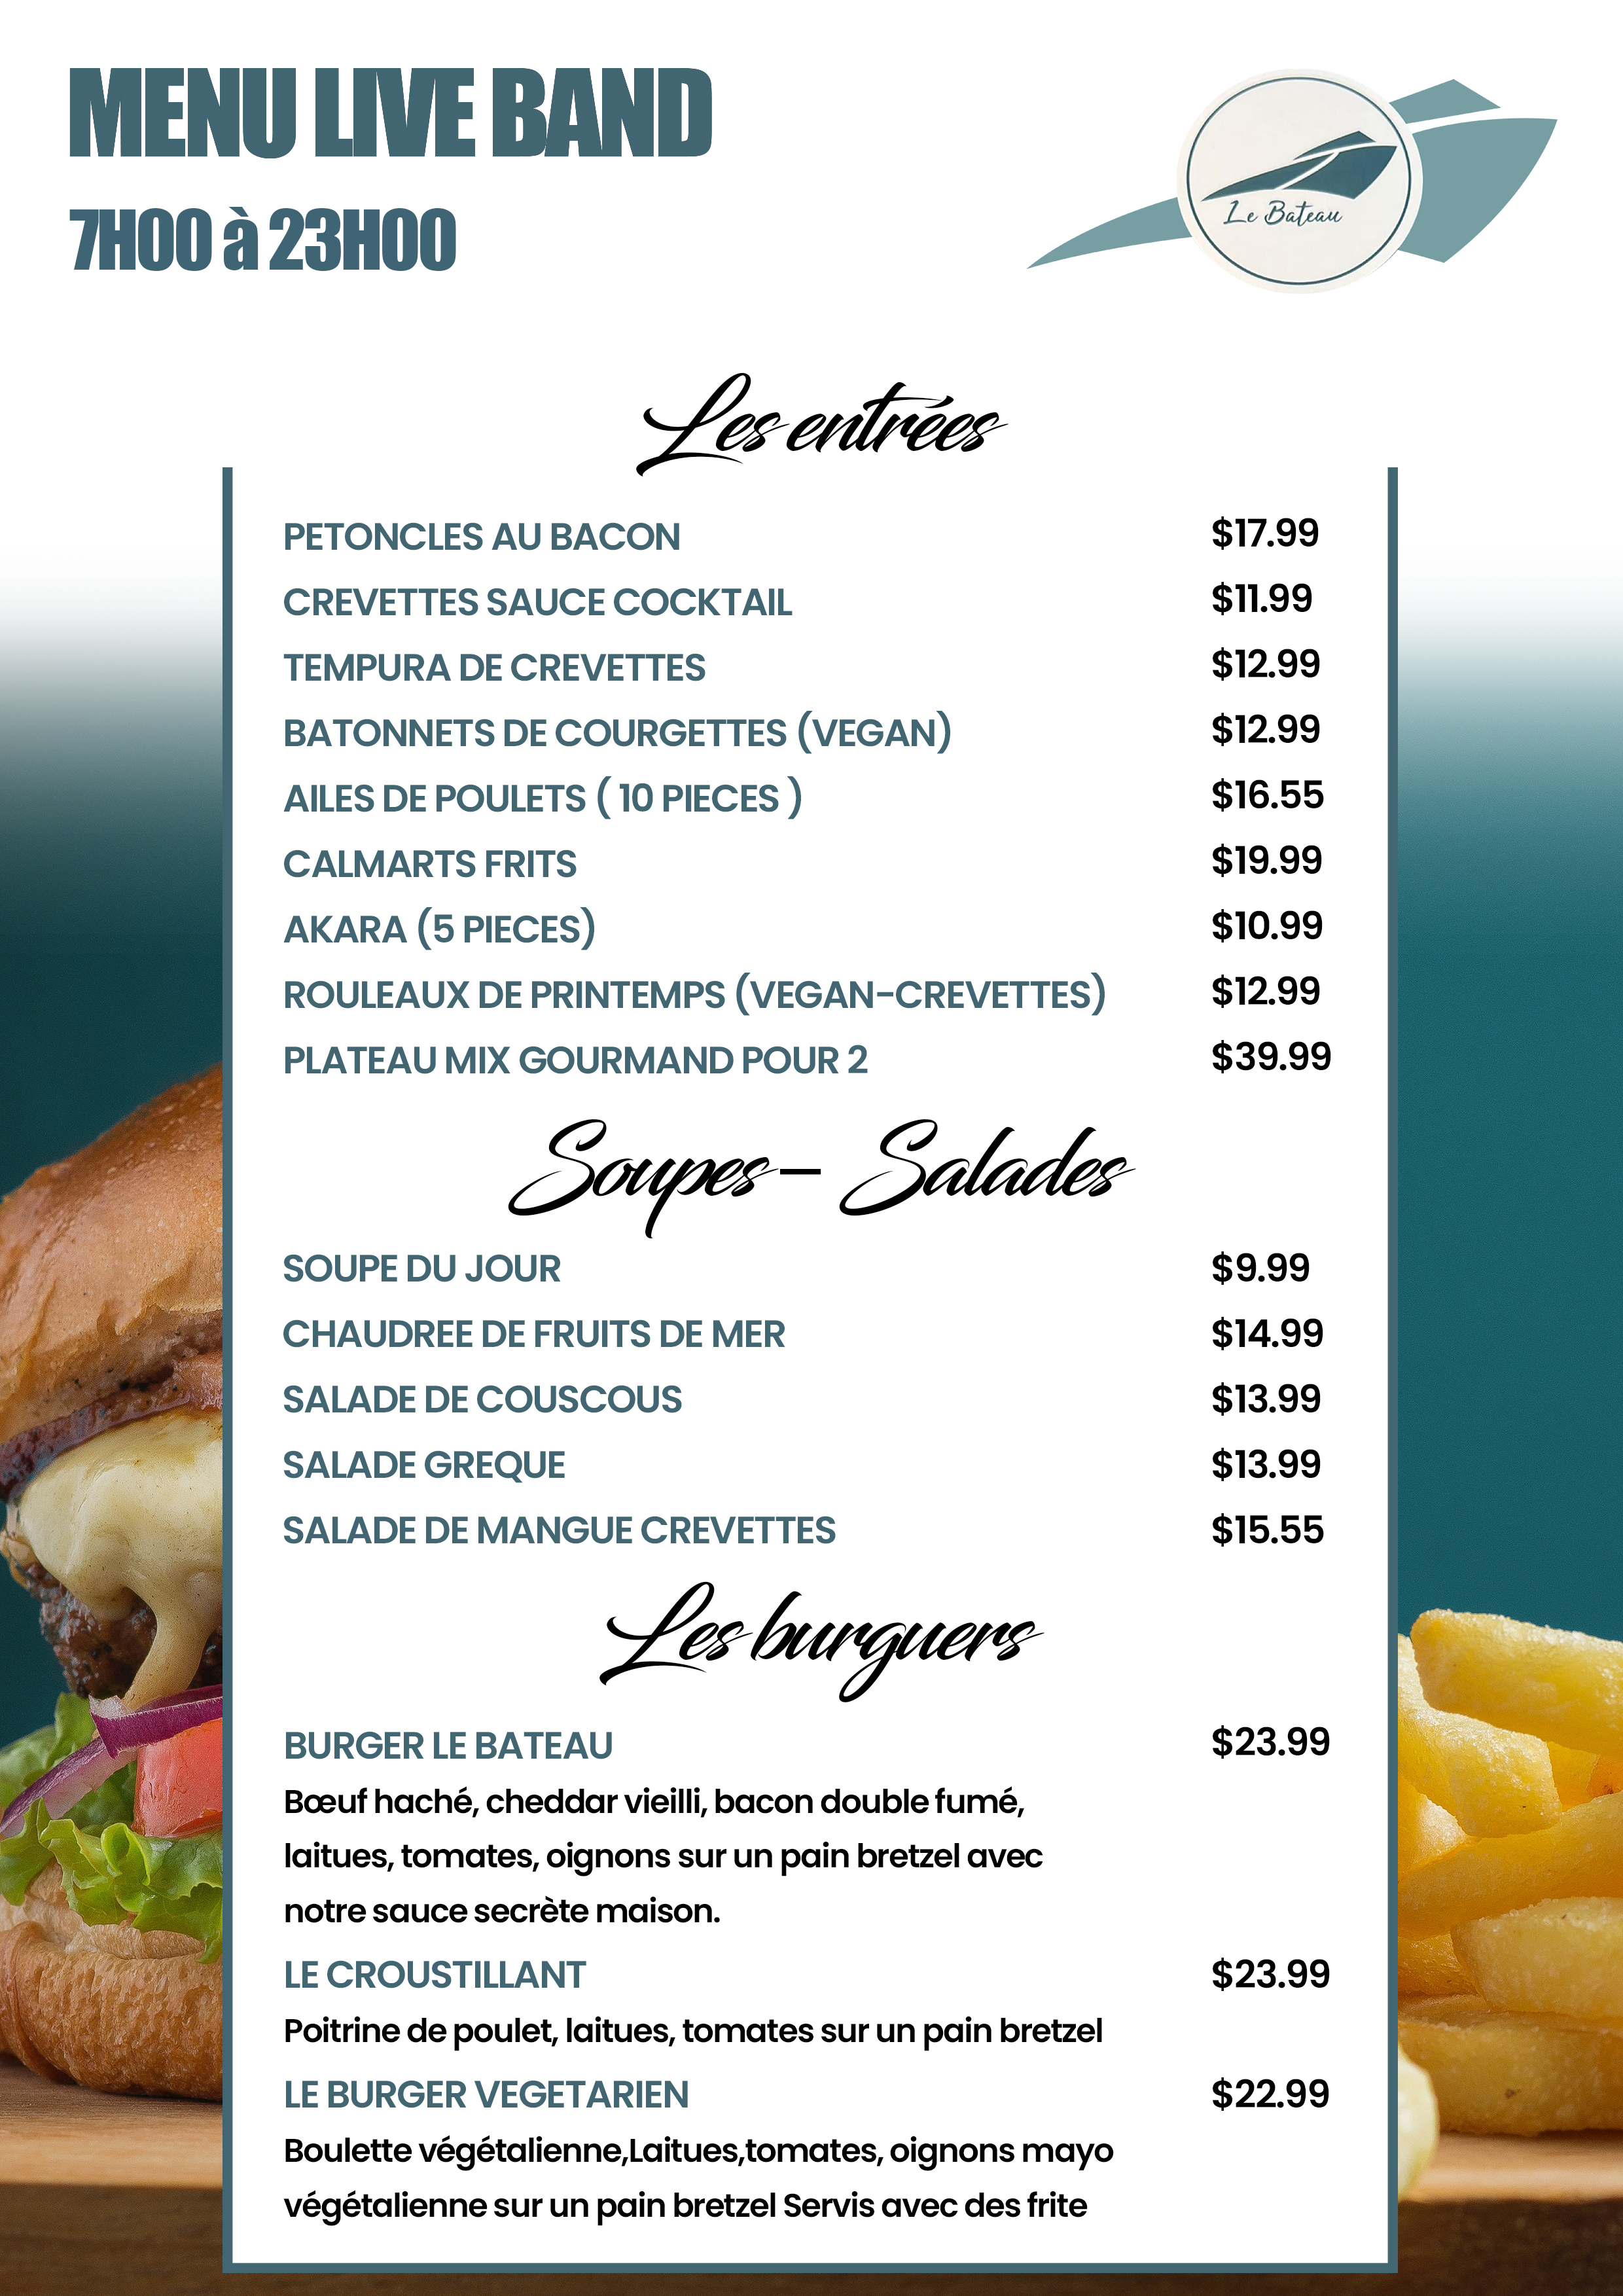 MENU LIVE BAND
7H00 à 23H00
Le Bateau
Les entrées
PETONCLES AU BACON $17.99
CREVETTES SAUCE COCKTAIL $11.99
TEMPURA DE CREVETTES $12.99
BATONNETS DE COURGETTES (VEGAN) $12.99
AILES DE POULETS ( 10 PIECES ) $16.55
CALMARTS FRITS $19.99
AKARA (5 PIECES) $10.99
ROULEAUX DE PRINTEMPS (VEGAN-CREVETTES) $12.99
PLATEAU MIX GOURMAND POUR 2 $39.99
Soupes– Salades
SOUPE DU JOUR $9.99
CHAUDREE DE FRUITS DE MER $14.99
SALADE DE COUSCOUS $13.99
SALADE GREQUE $13.99
SALADE DE MANGUE CREVETTES $15.55
Les burguers
BURGER LE BATEAU $23.99
Bœuf haché, cheddar vieilli, bacon double fumé,
laitues, tomates, oignons sur un pain bretzel avec
notre sauce secrète maison.
LE CROUSTILLANT $23.99
Poitrine de poulet, laitues, tomates sur un pain bretzel
LE BURGER VEGETARIEN $22.99
Boulette végétalienne,Laitues,tomates, oignons mayo
végétalienne sur un pain bretzel Servis avec des frite